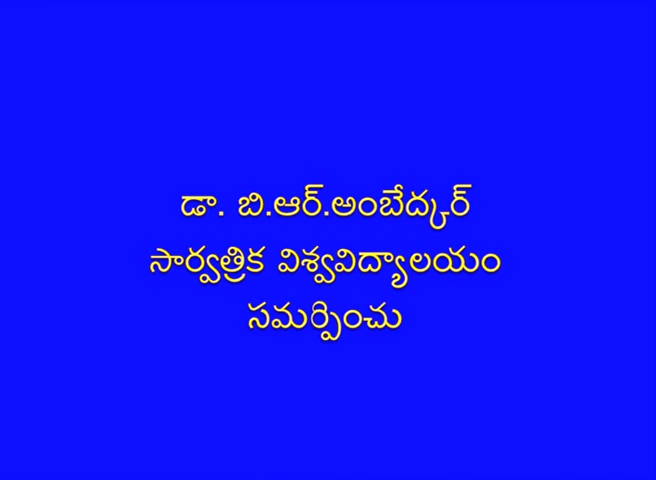 డా. బి.ఆర్.అంబేద్కర్
సార్వత్రిక విశ్వవిద్యాలయం
సమర్పించు